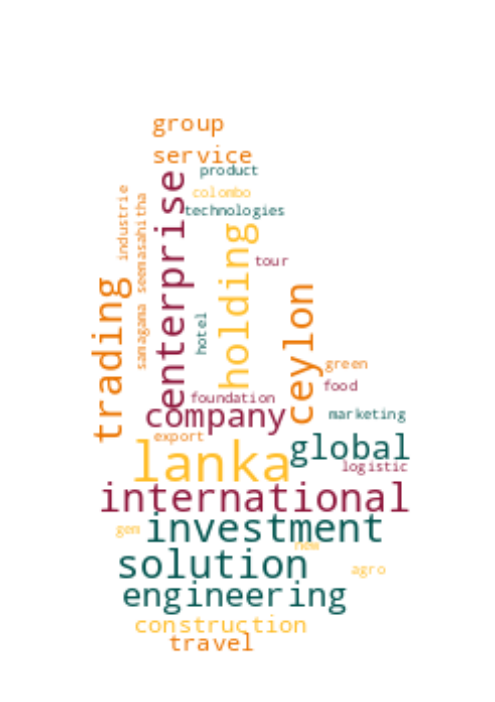 group
service
product
enterprise
colombo
industrie
seemasahitha
technologies
holding
tour
trading
ceylon
samagama
hotel
green
food
foundation
company
marketing
export
lanka
global
logistic
international
gem
investment
new
solution
agro
engineering
construction
travel